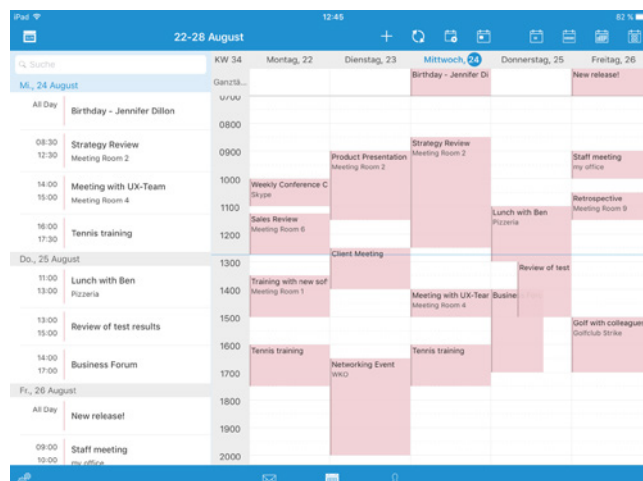 iPad 12:45 82 %
22-28 August
Suche
Mi., 24 August
All Day Birthday - Jennifer Dillon
08:30 Strategy Review
12:30 Meeting Room 2
14:00 Meeting with UX-Team
15:00 Meeting Room 4
16:00 Tennis training
17:30
Do., 25 August
11:00 Lunch with Ben
13:00 Pizzeria
13:00 Review of test results
15:00
14:00 Business Forum
17:00
Fr., 26 August
All Day New release!
09:00 Staff meeting
10:00 my office
KW 34 Montag, 22 Dienstag, 23 Mittwoch, 24 Donnerstag, 25 Freitag, 26
Ganztä... Birthday - Jennifer Di New release!
0700
0800
0900
1000
1100
1200
1300
1400
1500
1600
1700
1800
1900
2000
Weekly Conference C
Skype
Sales Review
Meeting Room 6
Training with new sof
Meeting Room 1
Tennis training
Product Presentation
Meeting Room 2
Client Meeting
Networking Event
WKO
Strategy Review
Meeting Room 2
Meeting with UX-Tear
Meeting Room 4
Tennis training
Lunch with Ben
Pizzeria
Review of test
Busines
Staff meeting
my office
Retrospective
Meeting Room 9
Golf with colleagues
Golfclub Strike